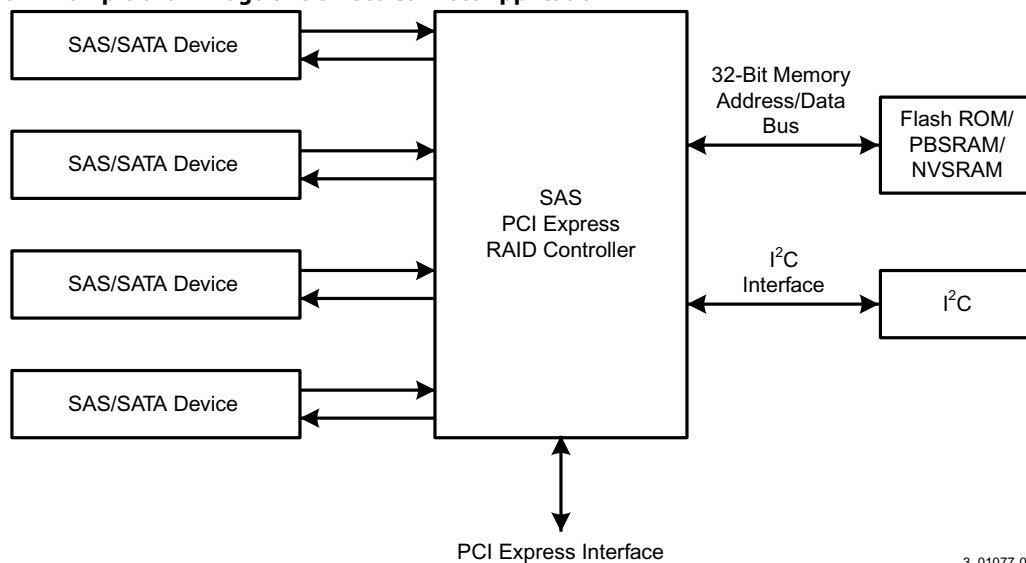 SAS/SATA Device
SAS/SATA Device
SAS/SATA Device
SAS/SATA Device
SAS
PCI Express
RAID Controller
32-Bit Memory
Address/Data
Bus
Flash ROM/
PBSRAM/
NVSRAM
I²C
Interface
I²C
PCI Express Interface